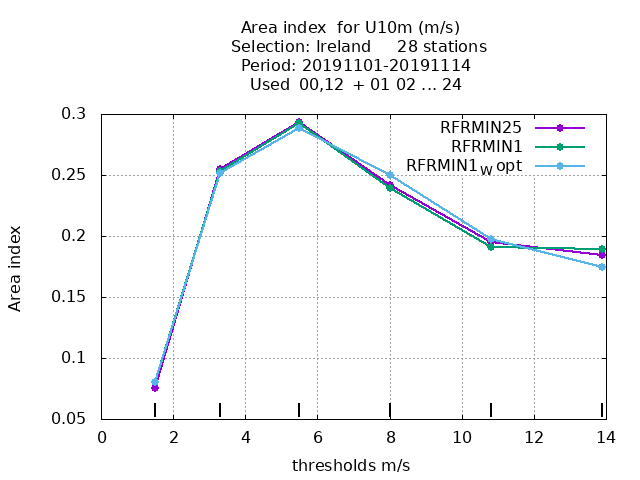 Area index  for U10m (m/s)
Selection: Ireland     28 stations
Period: 20191101-20191114
Used  00,12  + 01 02 ... 24
0.3
0.25
0.2
0.15
0.1
0.05
Area index
RFRMIN25
RFRMIN1
RFRMIN1W opt
0 2 4 6 8 10 12 14
thresholds m/s